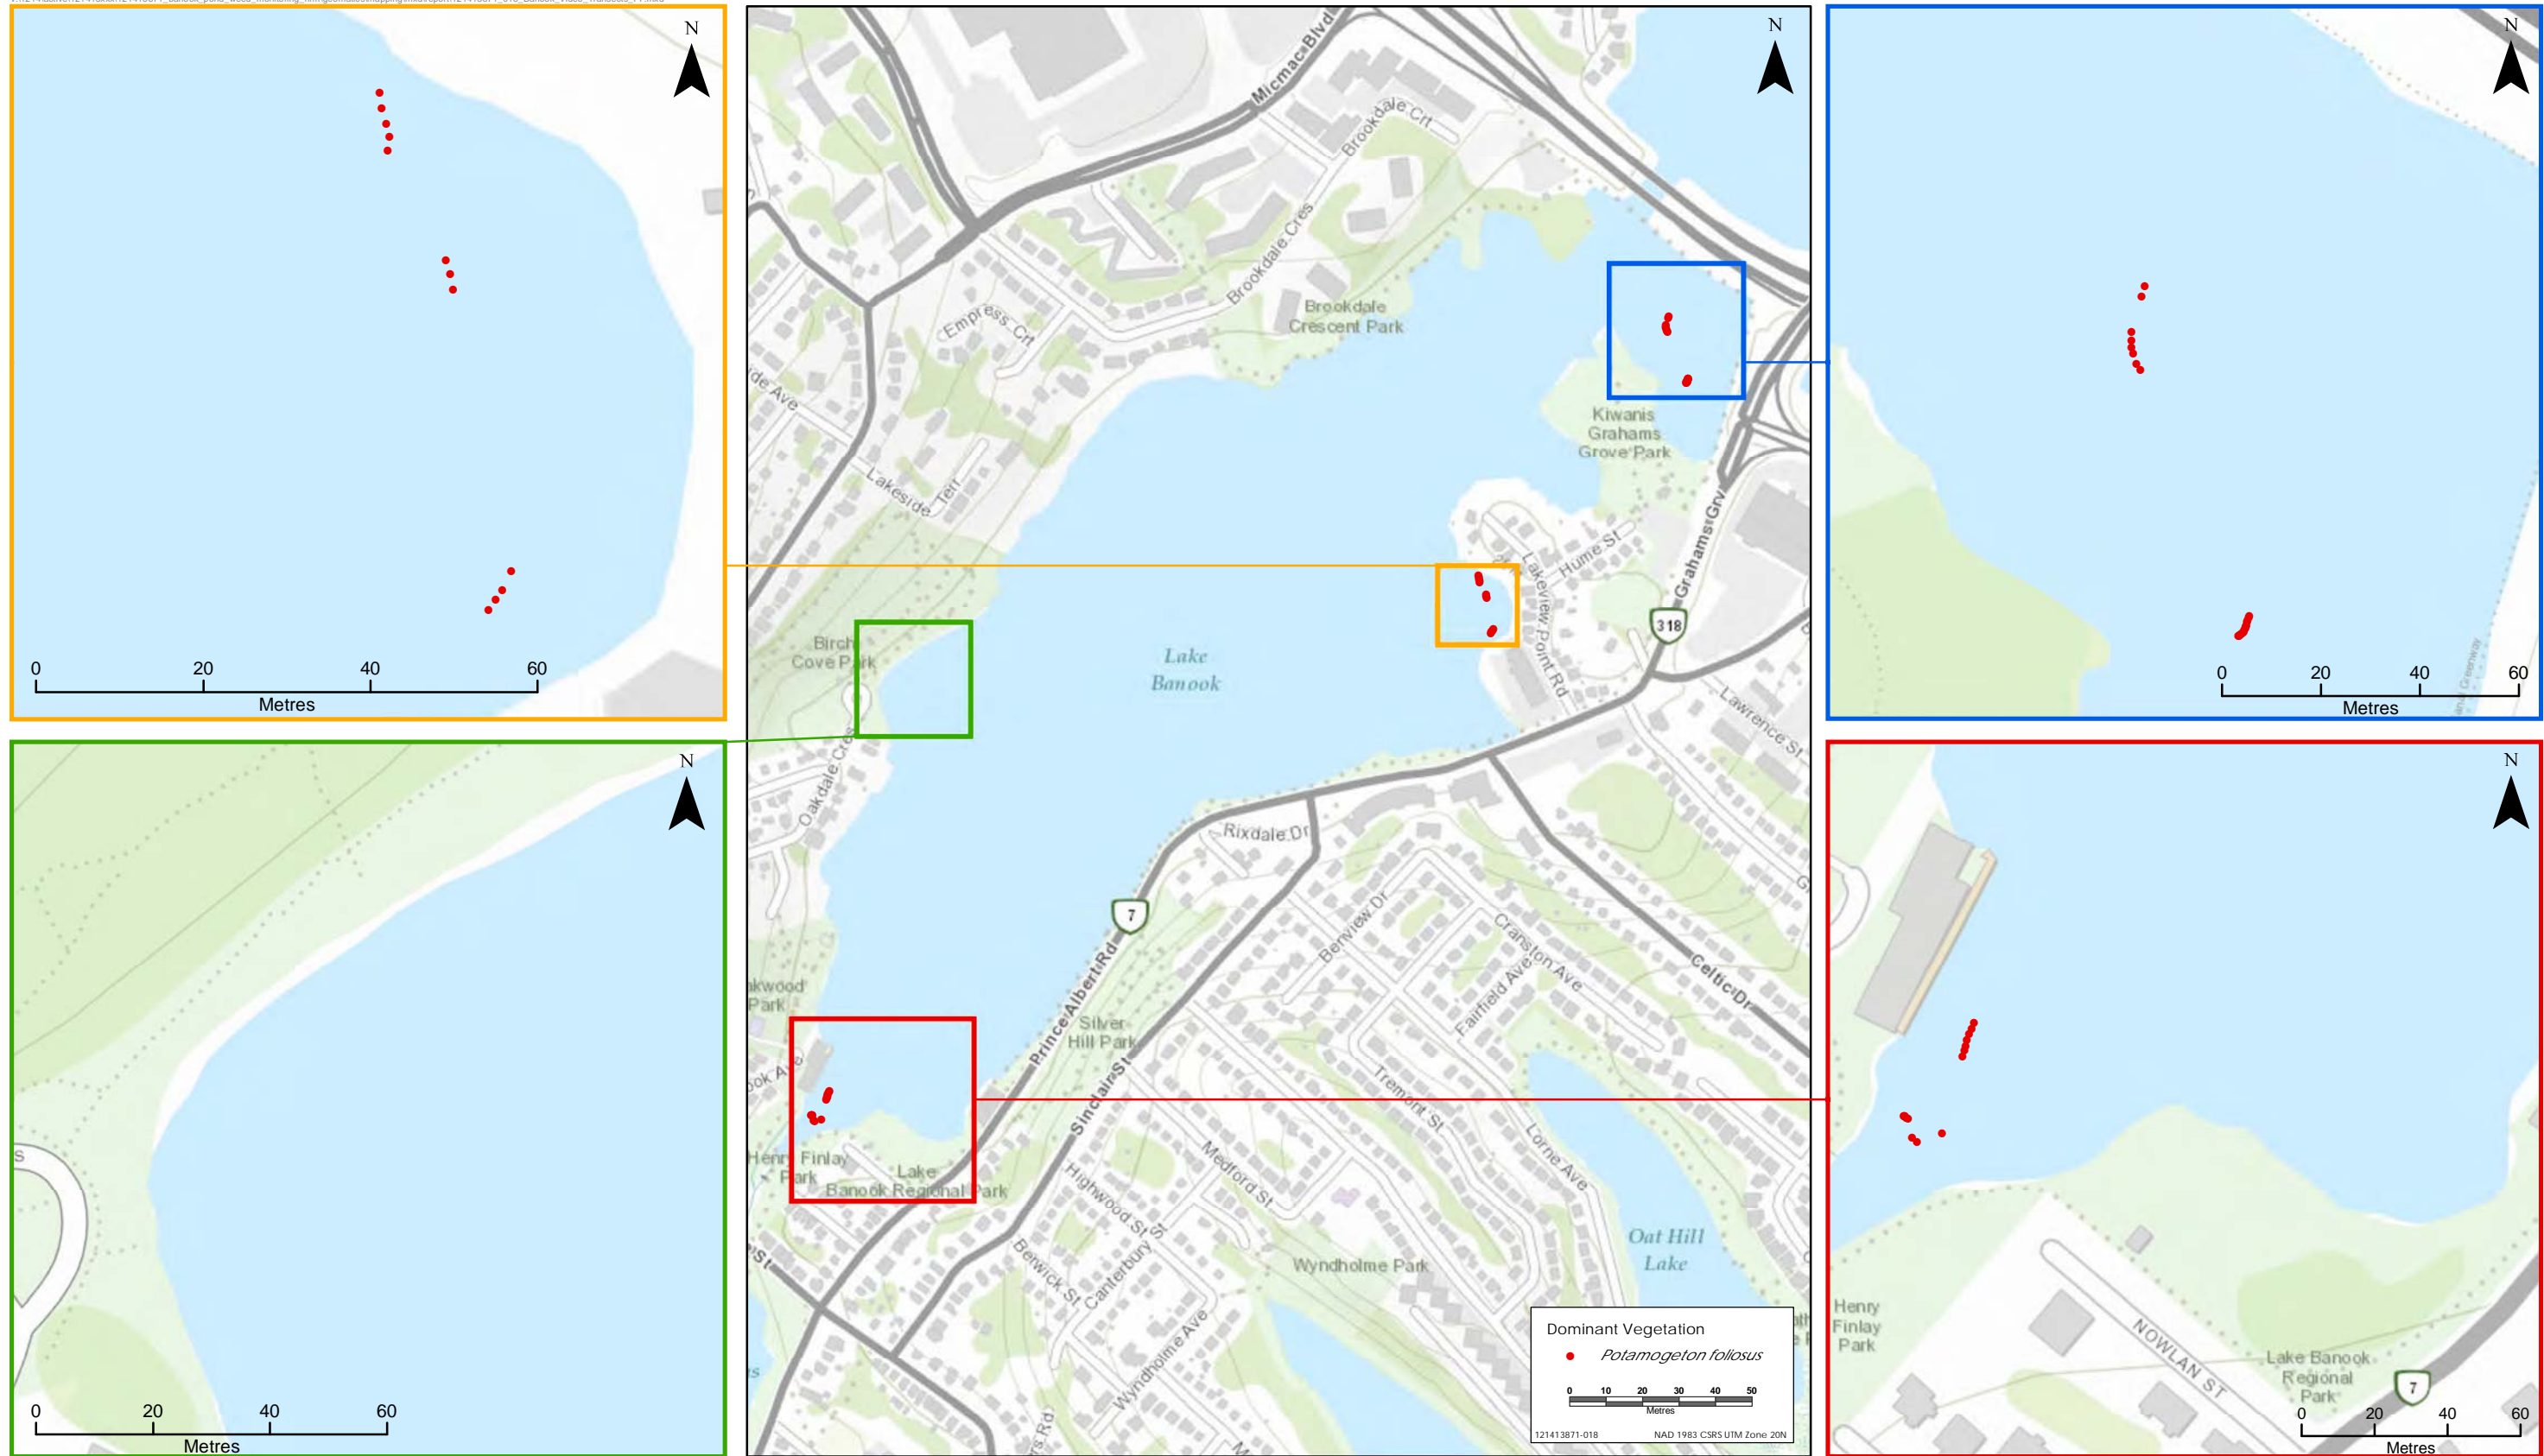 N
0 20 40 60
Metres
N
S
0 20 40 60
Metres
N
Micmac Blvd
Brookdale Crt
Brookdale Cres
Empress Crt
Brookdale
Crescent Park
Lakeside Terr
Kiwanis
Grahams
Grove Park
Grahams Grv
Hume St
Lakeview Point Rd
318
Birch
Cove Park
Lake
Banook
Lawrence St
Oakdale Cres
Rixdale Dr
7
Benview Dr
Cranston Ave
Fairfield Ave
Celtic Dr
Prince Albert Rd
Silver
Hill Park
Sinclair St
Tremont St
Lorne Ave
Henry Finlay
Park
Lake
Banook Regional Park
Highwood St
Medford St
Berwick St
Canterbury St
Wyndholme Park
Wyndholme Ave
Oat Hill
Lake
Dominant Vegetation
Potamogeton foliosus
0 10 20 30 40 50
Metres
121413871-018 NAD 1983 CSRS UTM Zone 20N
N
0 20 40 60
Metres
N
Henry
Finlay
Park
NOWLAN ST
Lake Banook
Regional
Park
7
0 20 40 60
Metres